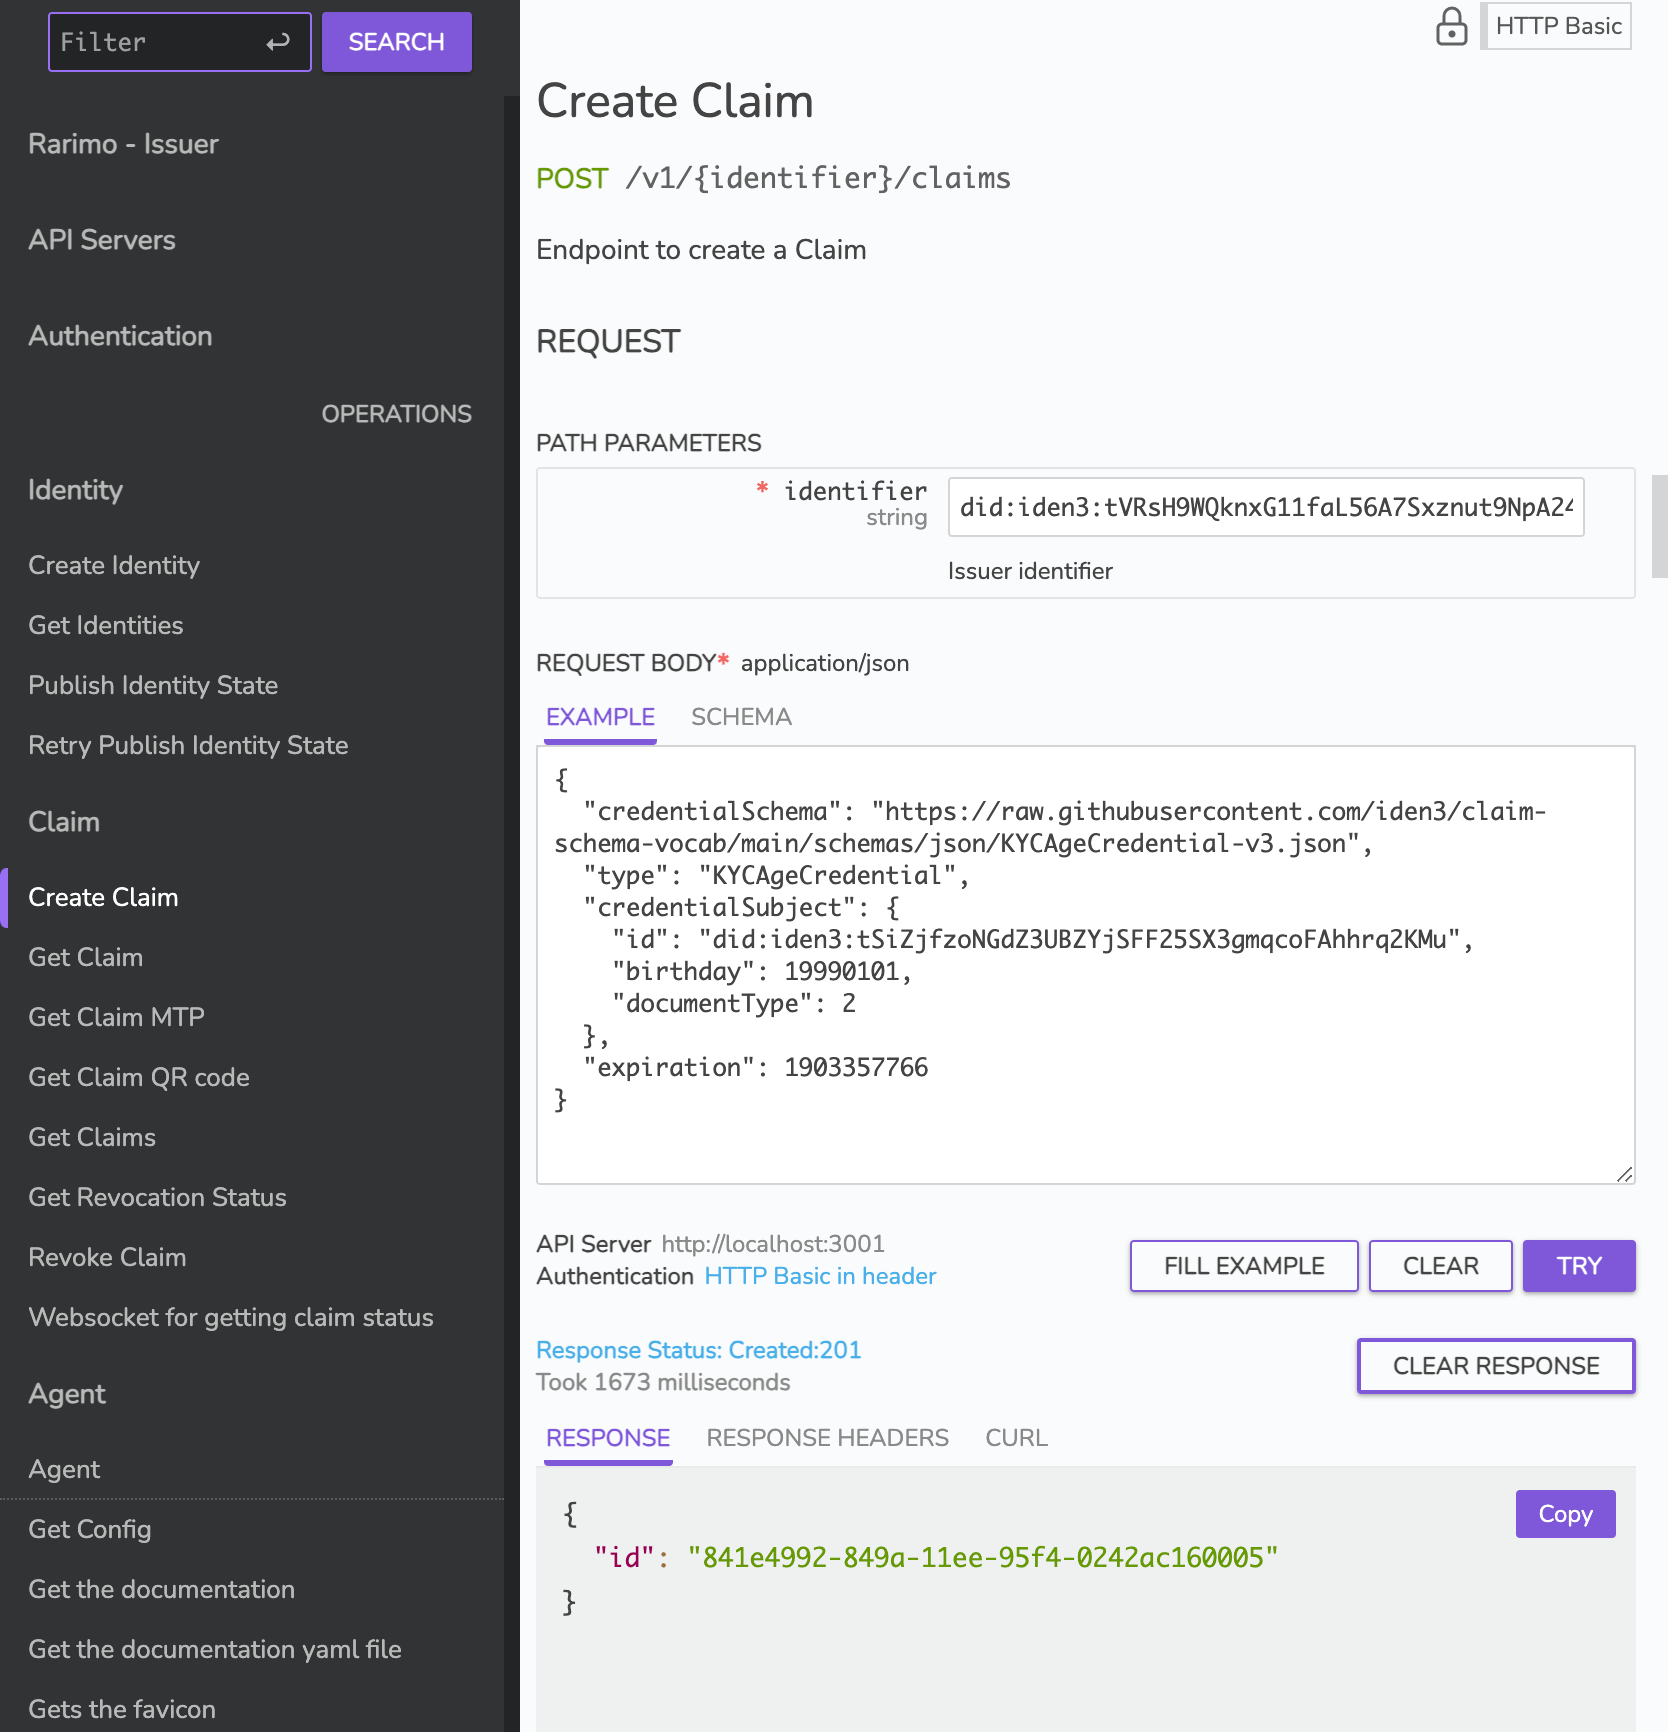 Filter
SEARCH
Rarimo - Issuer
API Servers
Authentication
OPERATIONS
Identity
Create Identity
Get Identities
Publish Identity State
Retry Publish Identity State
Claim
Create Claim
Get Claim
Get Claim MTP
Get Claim QR code
Get Claims
Get Revocation Status
Revoke Claim
Websocket for getting claim status
Agent
Agent
Get Config
Get the documentation
Get the documentation yaml file
Gets the favicon
HTTP Basic
Create Claim
POST /v1/{identifier}/claims
Endpoint to create a Claim
REQUEST
PATH PARAMETERS
* identifier
string
did:iden3:tVRsH9WQknxG11faL56A7Sxznut9NpA24
Issuer identifier
REQUEST BODY* application/json
EXAMPLE SCHEMA
{
"credentialSchema": "https://raw.githubusercontent.com/iden3/claim-
schema-vocab/main/schemas/json/KYCAgeCredential-v3.json",
"type": "KYCAgeCredential",
"credentialSubject": {
"id": "did:iden3:tSiZjfzoNGdZ3UBZYjSFF25SX3gmqcoFAhhrq2KMu",
"birthday": 19990101,
"documentType": 2
},
"expiration": 1903357766
}
API Server http://localhost:3001
Authentication HTTP Basic in header
FILL EXAMPLE CLEAR TRY
Response Status: Created:201
Took 1673 milliseconds
CLEAR RESPONSE
RESPONSE RESPONSE HEADERS CURL
Copy
{
"id": "841e4992-849a-11ee-95f4-0242ac160005"
}